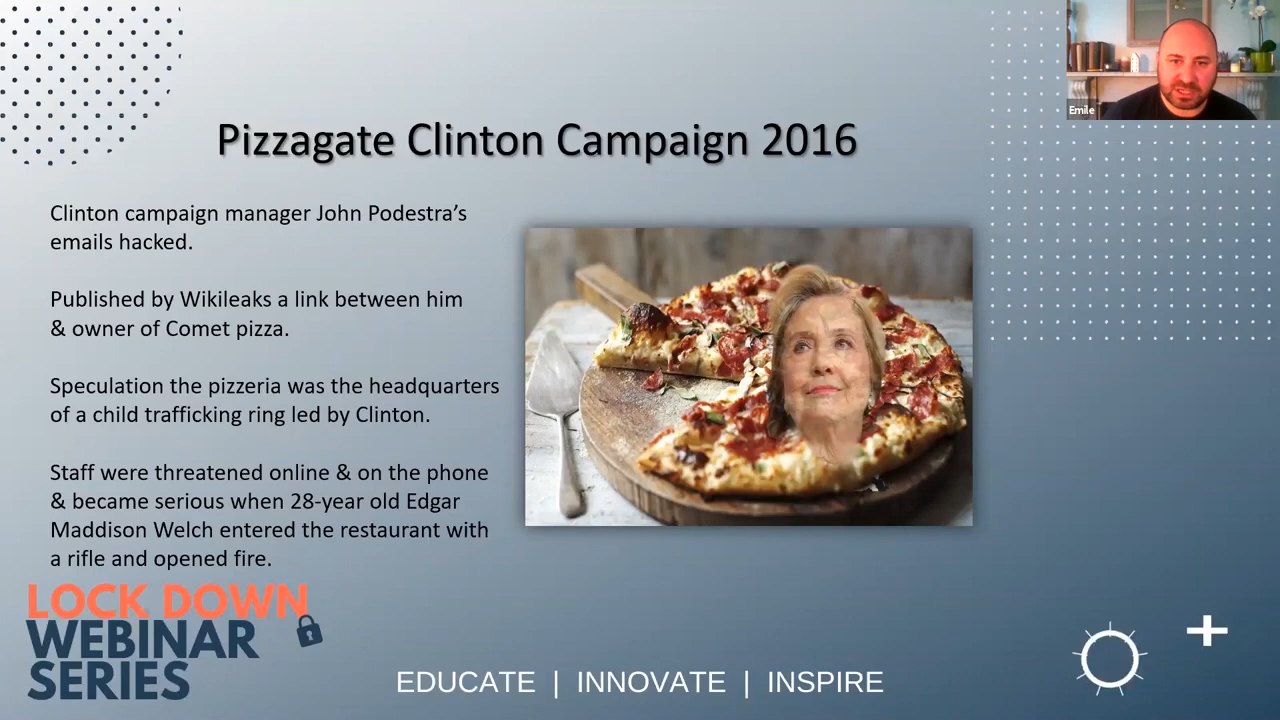 Emile
Pizzagate Clinton Campaign 2016
Clinton campaign manager John Podestra’s
emails hacked.
Published by Wikileaks a link between him
& owner of Comet pizza.
Speculation the pizzeria was the headquarters
of a child trafficking ring led by Clinton.
Staff were threatened online & on the phone
& became serious when 28-year old Edgar
Maddison Welch entered the restaurant with
a rifle and opened fire.
LOCK DOWN
WEBINAR
SERIES
EDUCATE | INNOVATE | INSPIRE